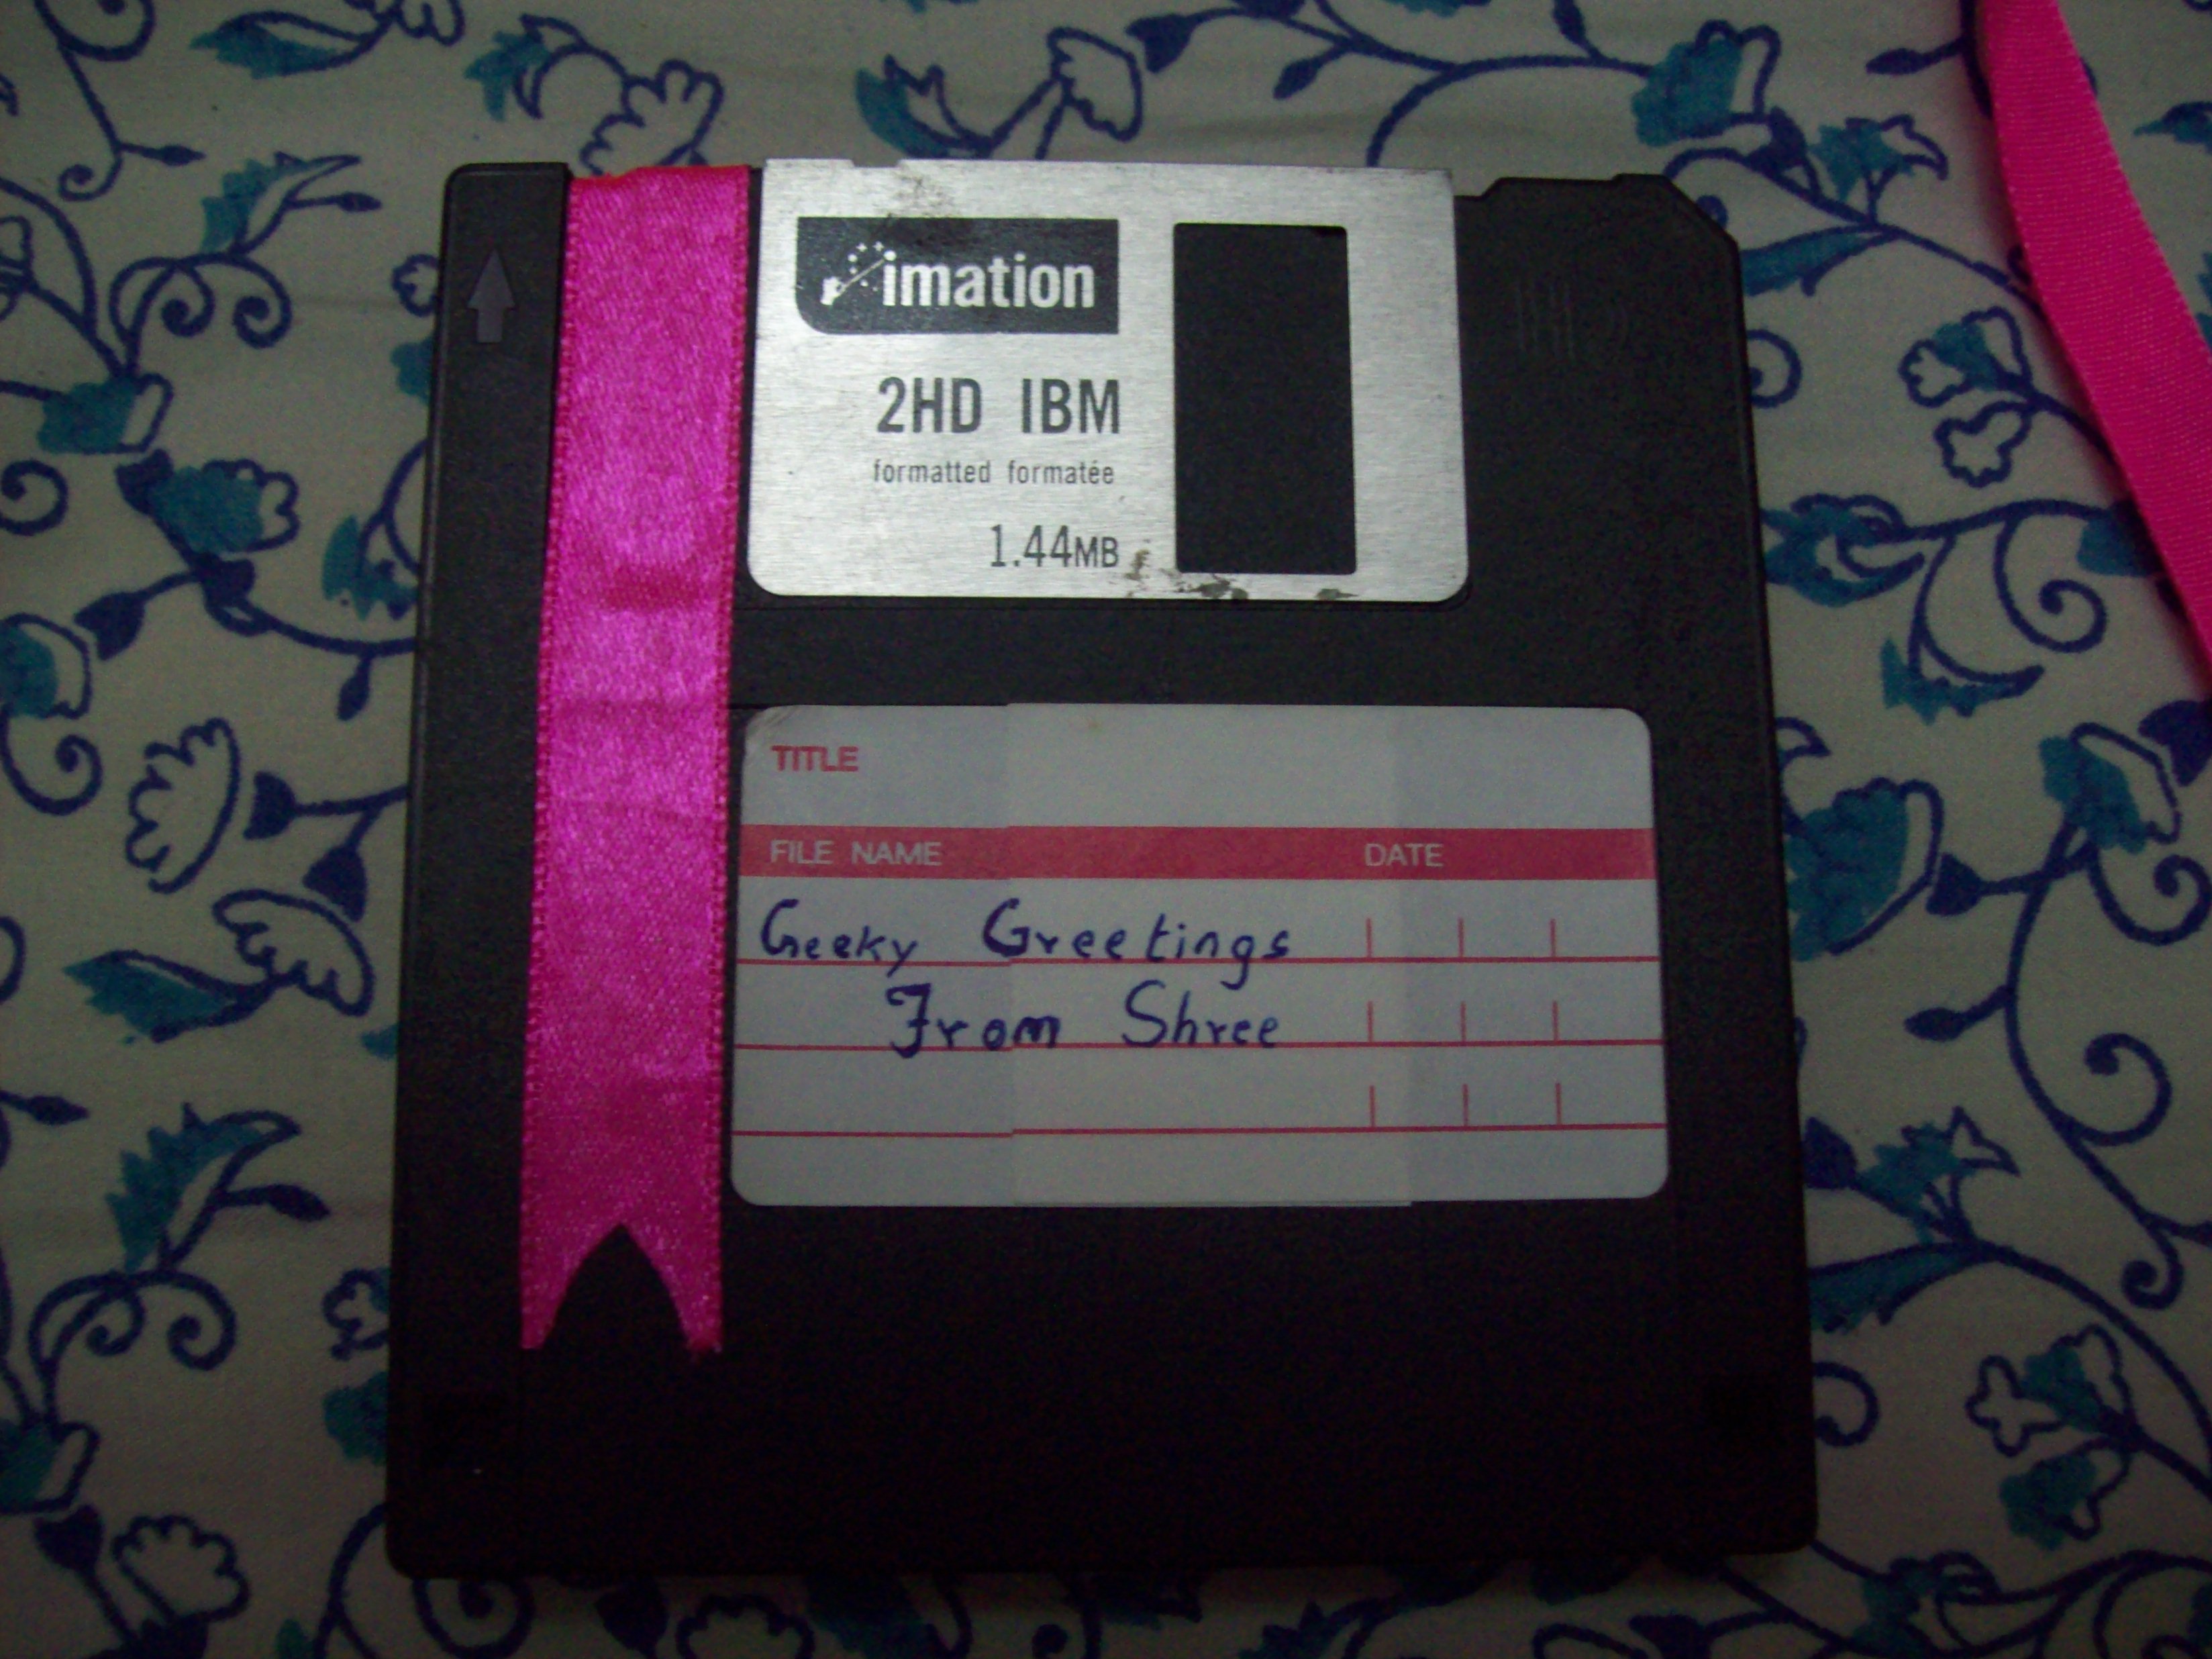 imation
2HD IBM
formatted formatée
1.44MB
TITLE
FILE NAME DATE
Geeky Greetings
From Shree